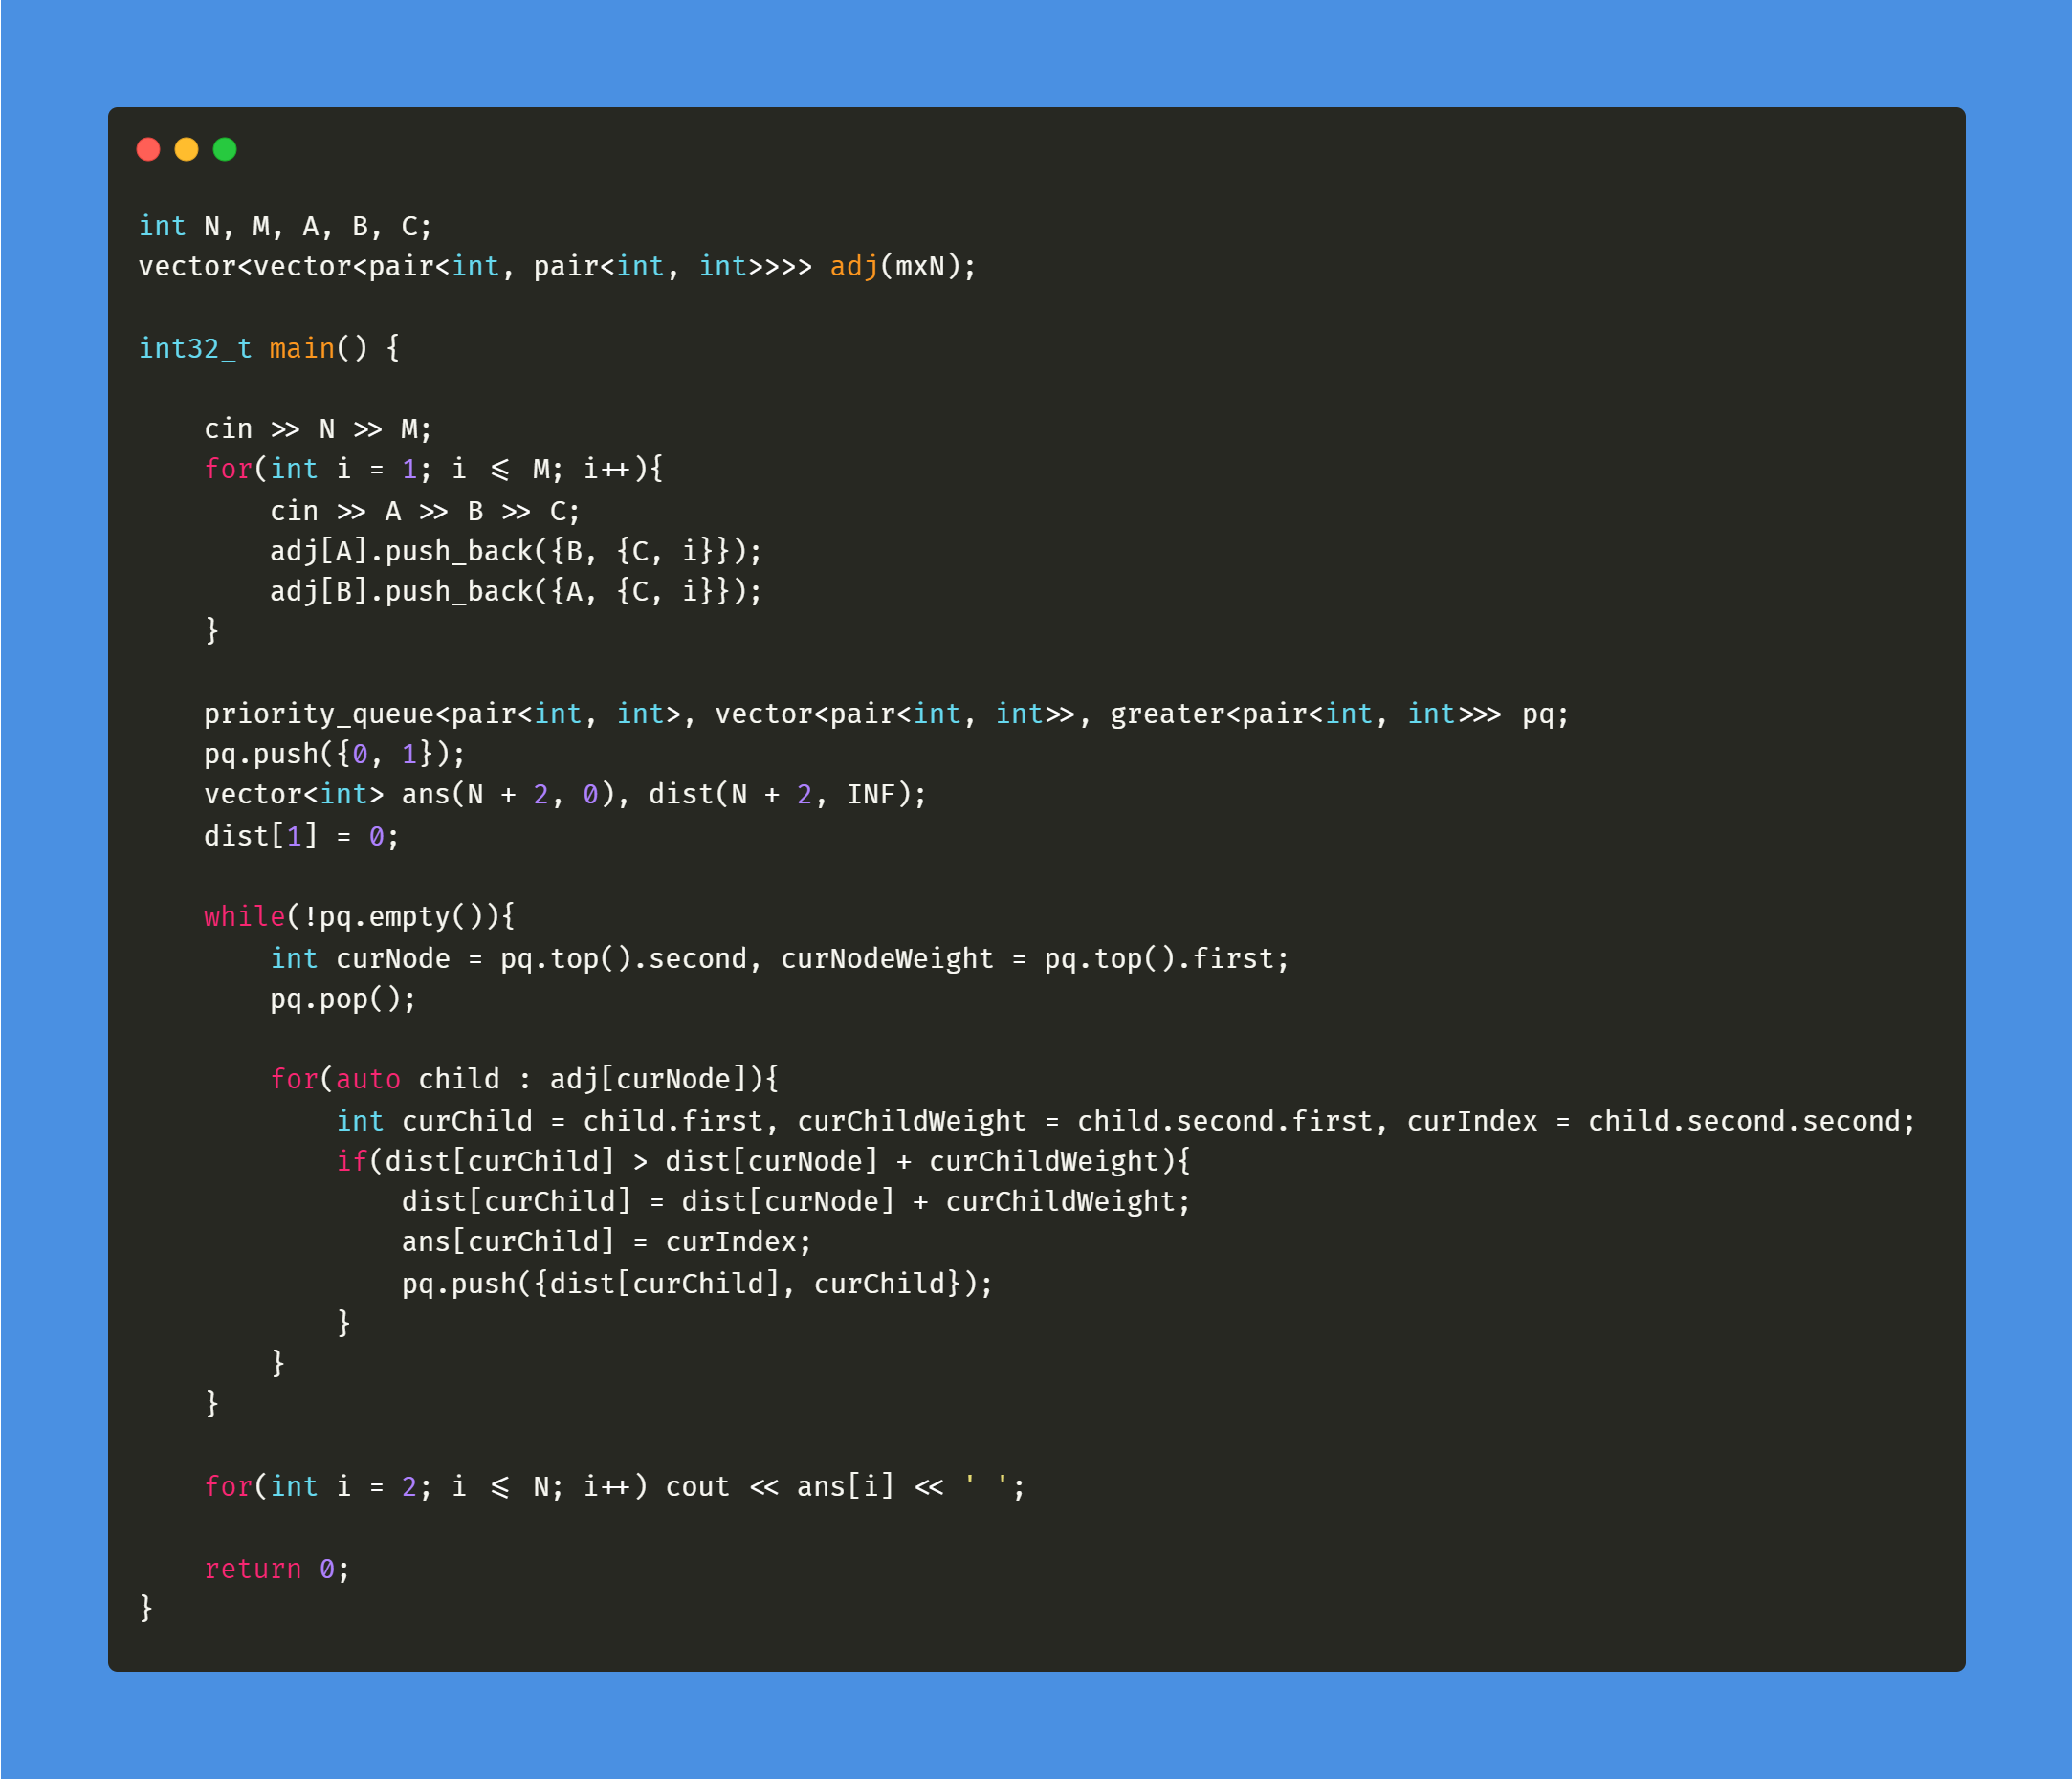 int N, M, A, B, C;
vector<vector<pair<int, pair<int, int>>>> adj(mxN);

int32_t main() {

    cin >> N >> M;
    for(int i = 1; i <= M; i++){
        cin >> A >> B >> C;
        adj[A].push_back({B, {C, i}});
        adj[B].push_back({A, {C, i}});
    }

    priority_queue<pair<int, int>, vector<pair<int, int>>, greater<pair<int, int>>> pq;
    pq.push({0, 1});
    vector<int> ans(N + 2, 0), dist(N + 2, INF);
    dist[1] = 0;

    while(!pq.empty()){
        int curNode = pq.top().second, curNodeWeight = pq.top().first;
        pq.pop();

        for(auto child : adj[curNode]){
            int curChild = child.first, curChildWeight = child.second.first, curIndex = child.second.second;
            if(dist[curChild] > dist[curNode] + curChildWeight){
                dist[curChild] = dist[curNode] + curChildWeight;
                ans[curChild] = curIndex;
                pq.push({dist[curChild], curChild});
            }
        }
    }

    for(int i = 2; i <= N; i++) cout << ans[i] << ' ';

    return 0;
}